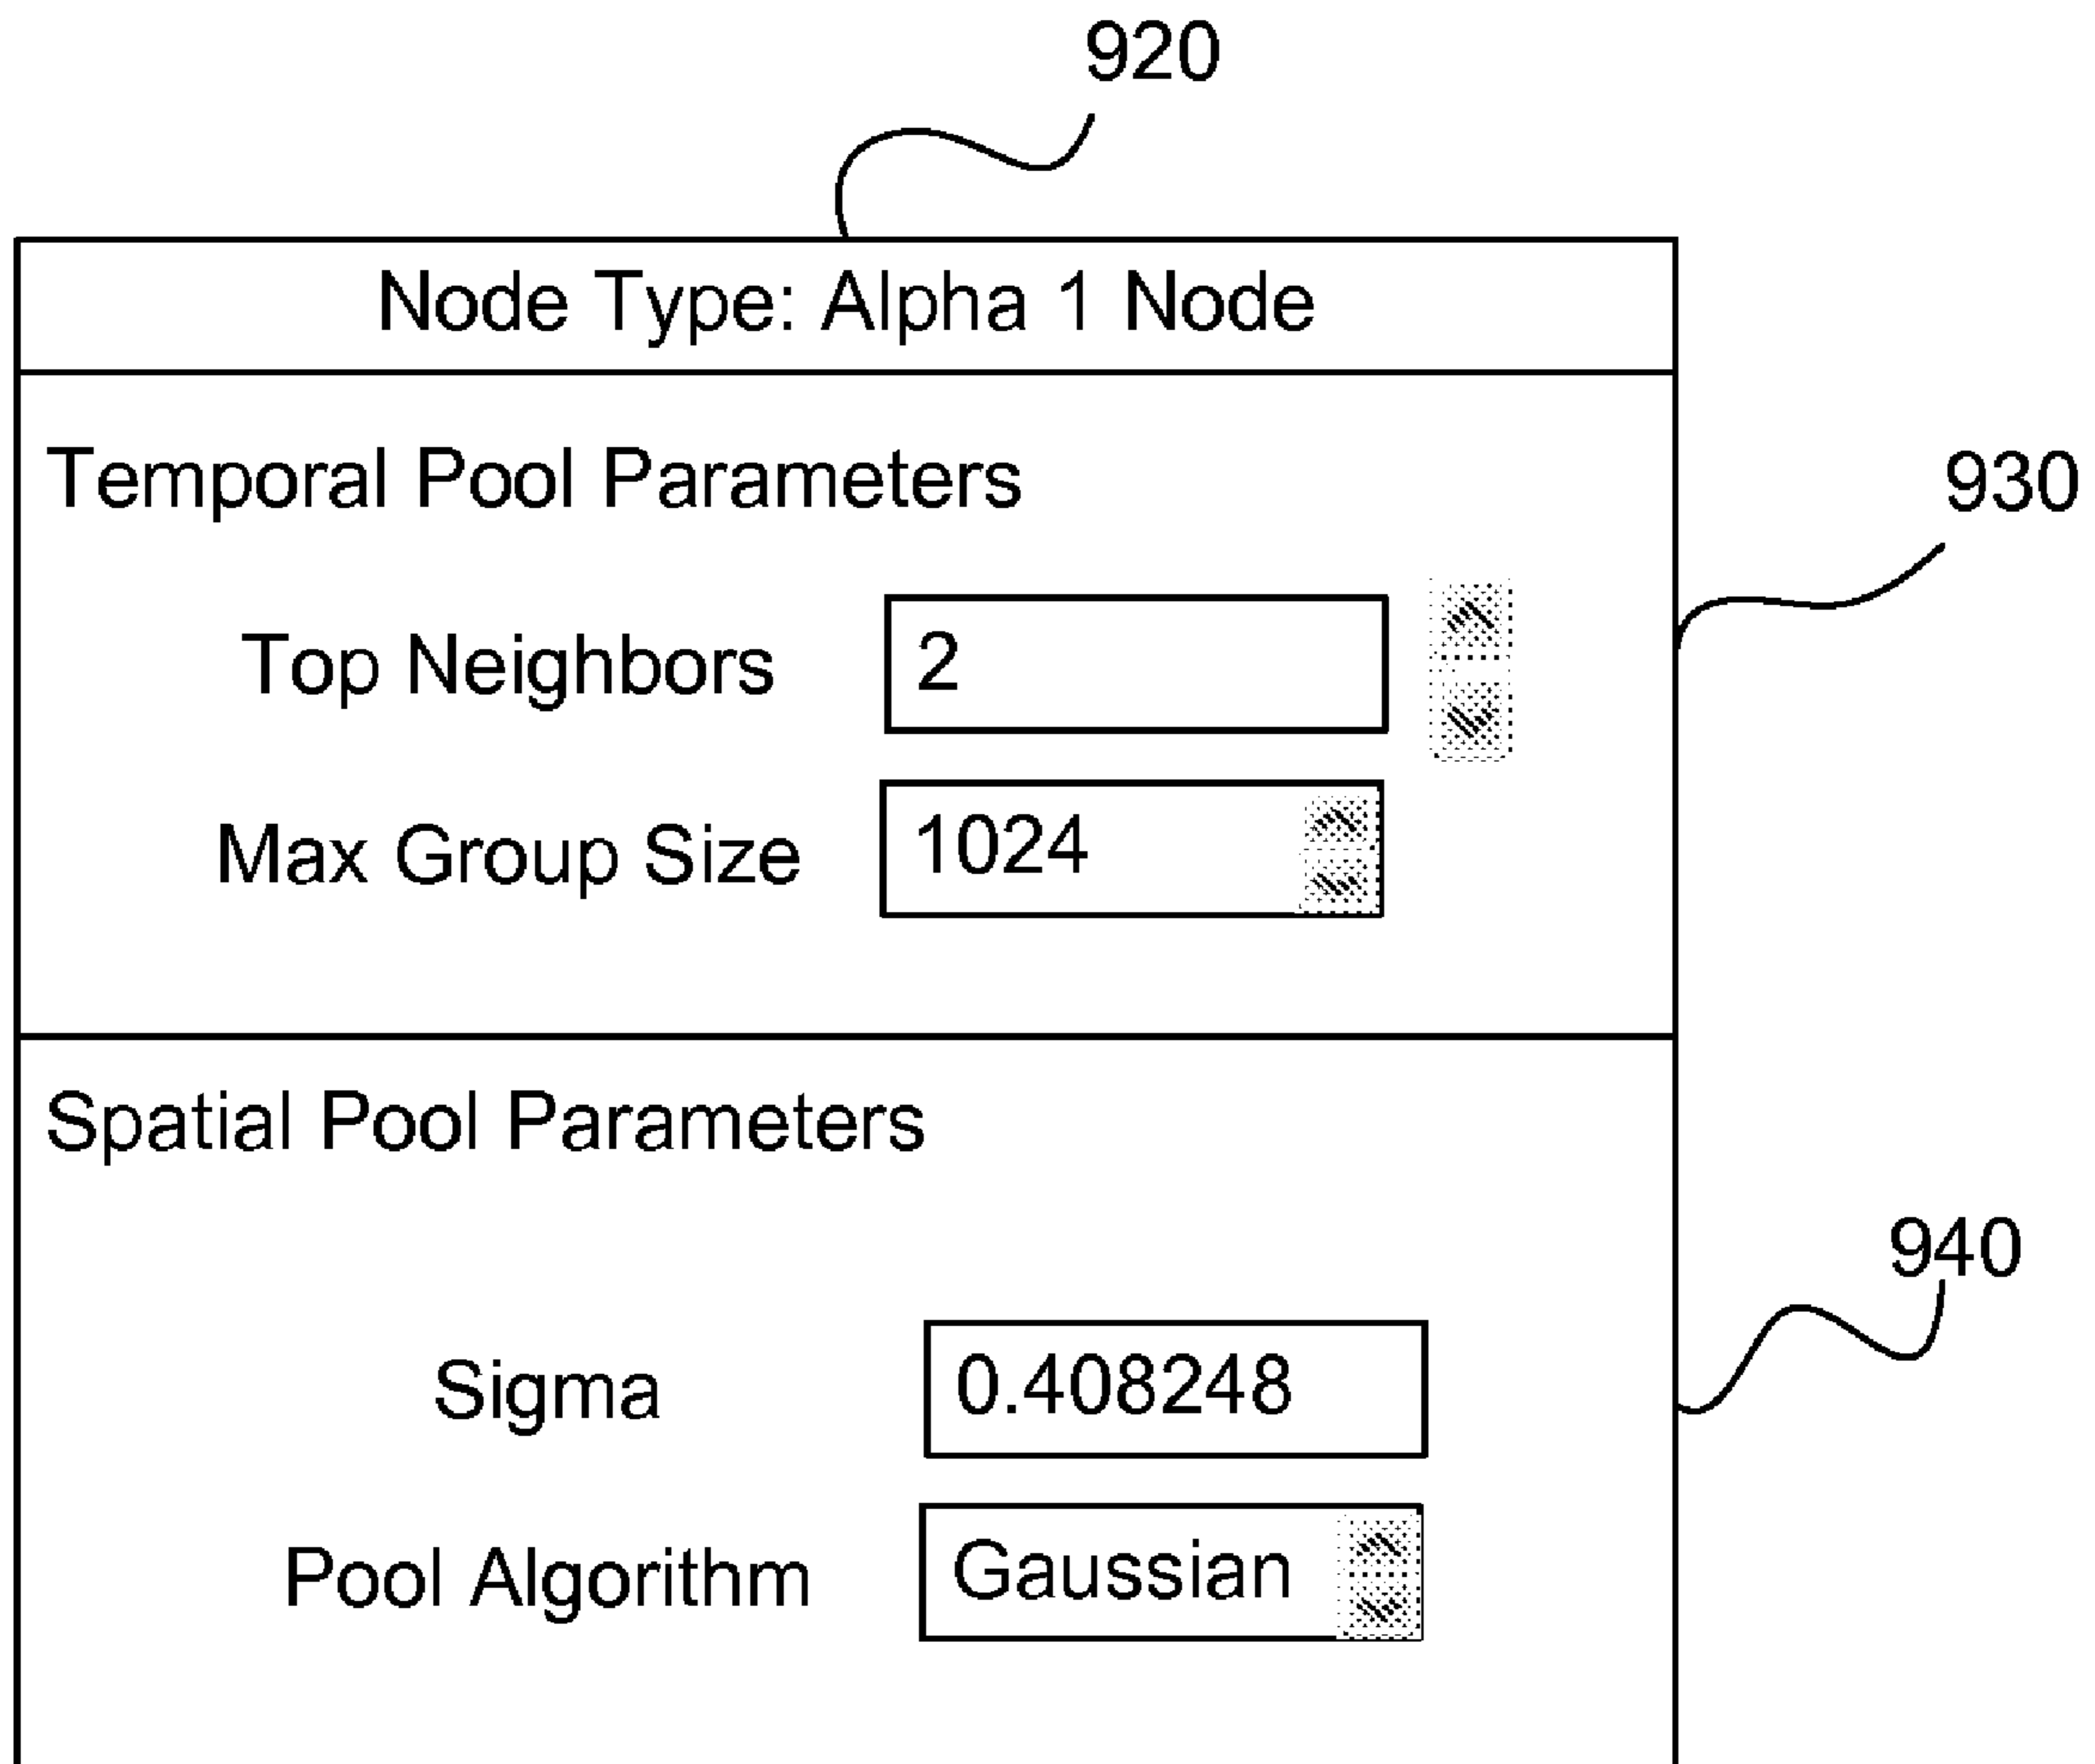 920
Node Type: Alpha 1 Node
Temporal Pool Parameters
930
Top Neighbors 2
Max Group Size 1024
Spatial Pool Parameters
940
Sigma 0.408248
Pool Algorithm Gaussian